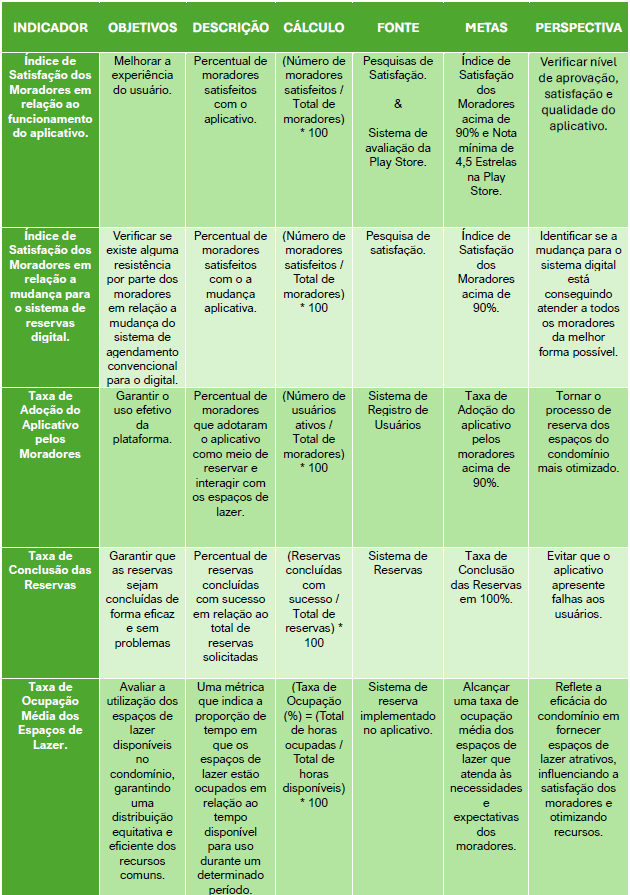 INDICADOR
OBJETIVOS
DESCRIÇÃO
CÁLCULO
FONTE
METAS
PERSPECTIVA
Índice de
Satisfação dos
Moradores em
relação ao
funcionamento
do aplicativo.
Melhorar a
experiência
do usuário.
Percentual de
moradores
satisfeitos
com o
aplicativo.
(Número de
moradores
satisfeitos /
Total de
moradores)
* 100
Pesquisas de
Satisfação.
&
Sistema de
avaliação da
Play Store.
Índice de
Satisfação
dos
Moradores
acima de
90% e Nota
mínima de
4,5 Estrelas
na Play
Store.
Verificar nível
de aprovação,
satisfação e
qualidade do
aplicativo.
Índice de
Satisfação dos
Moradores em
relação a
mudança para
o sistema de
reservas
digital.
Verificar se
existe alguma
resistência
por parte dos
moradores
em relação a
mudança do
sistema de
agendamento
convencional
para o digital.
Percentual de
moradores
satisfeitos
com o a
mudança
aplicativa.
(Número de
moradores
satisfeitos /
Total de
moradores)
* 100
Pesquisa de
satisfação.
Índice de
Satisfação
dos
Moradores
acima de
90%.
Identificar se a
mudança para o
sistema digital
está
conseguindo
atender a todos
os moradores
da melhor
forma possível.
Taxa de
Adoção do
Aplicativo
pelos
Moradores
Garantir o
uso efetivo
da
plataforma.
Percentual de
moradores
que adotaram
o aplicativo
como meio de
reservar e
interagir com
os espaços de
lazer.
(Número de
usuários
ativos /
Total de
moradores)
* 100
Sistema de
Registro de
Usuários
Taxa de
Adoção do
aplicativo
pelos
moradores
acima de
90%.
Tornar o
processo de
reserva dos
espaços do
condomínio
mais otimizado.
Taxa de
Conclusão das
Reservas
Garantir que
as reservas
sejam
concluídas de
forma eficaz
e sem
problemas
Percentual de
reservas
concluídas
com sucesso
em relação ao
total de
reservas
solicitadas
(Reservas
concluídas
com
sucesso /
Total de
reservas) *
100
Sistema de
Reservas
Taxa de
Conclusão
das Reservas
em 100%.
Evitar que o
aplicativo
apresente
falhas aos
usuários.
Taxa de
Ocupação
Média dos
Espaços de
Lazer.
Avaliar a
utilização dos
espaços de
lazer
disponíveis
no
condomínio,
garantindo
uma
distribuição
equitativa e
eficiente dos
recursos
comuns.
Uma métrica
que indica a
proporção de
tempo em
que os
espaços de
lazer estão
ocupados em
relação ao
tempo
disponível
para uso
durante um
determinado
período.
(Taxa de
Ocupação
(%) = (Total
de horas
ocupadas /
Total de
horas
disponíveis)
* 100
Sistema de
reserva
implementado
no aplicativo.
Alcançar
uma taxa de
ocupação
média dos
espaços de
lazer que
atenda às
necessidades
e
expectativas
dos
moradores.
Reflete a
eficácia do
condomínio em
fornecer
espaços de
lazer atrativos,
influenciando a
satisfação dos
moradores e
otimizando
recursos.